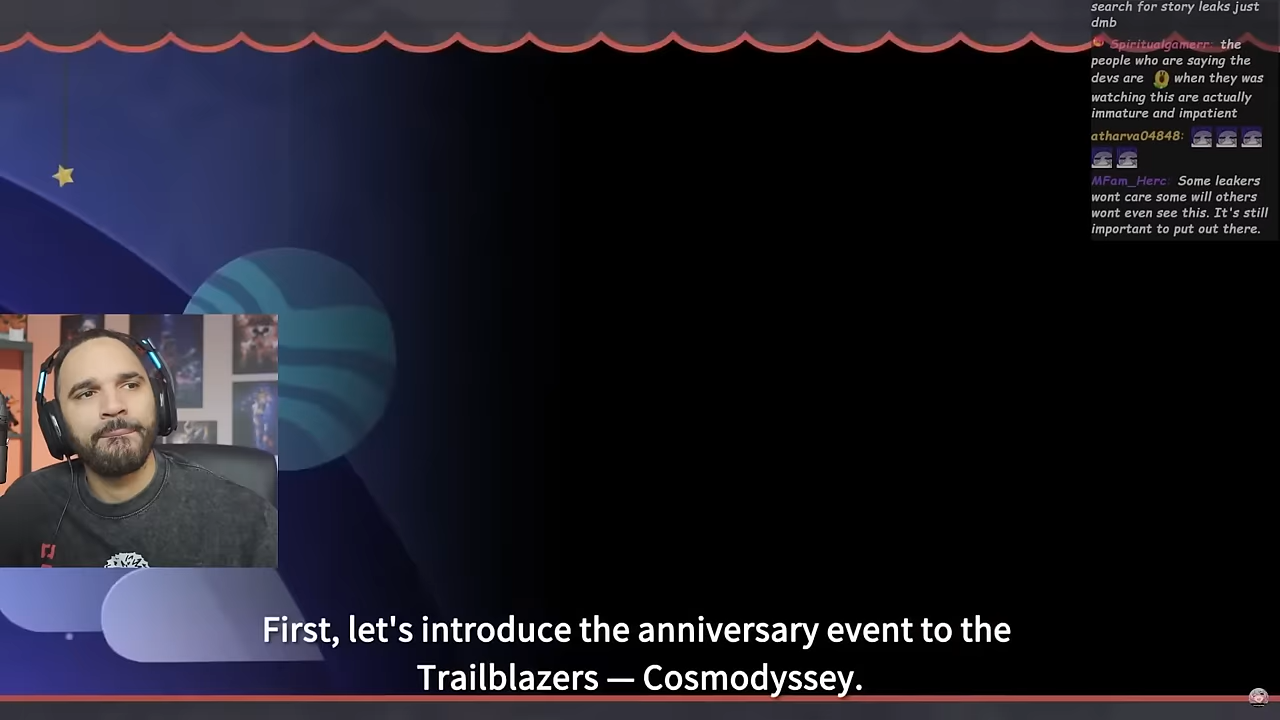 search for story leaks just
dmb
Spiritualgamerr: the
people who are saying the
devs are when they was
watching this are actually
immature and impatient
atharva04848:
MFam_Herc: Some leakers
wont care some will others
wont even see this. It's still
important to put out there.
First, let's introduce the anniversary event to the
Trailblazers — Cosmodyssey.